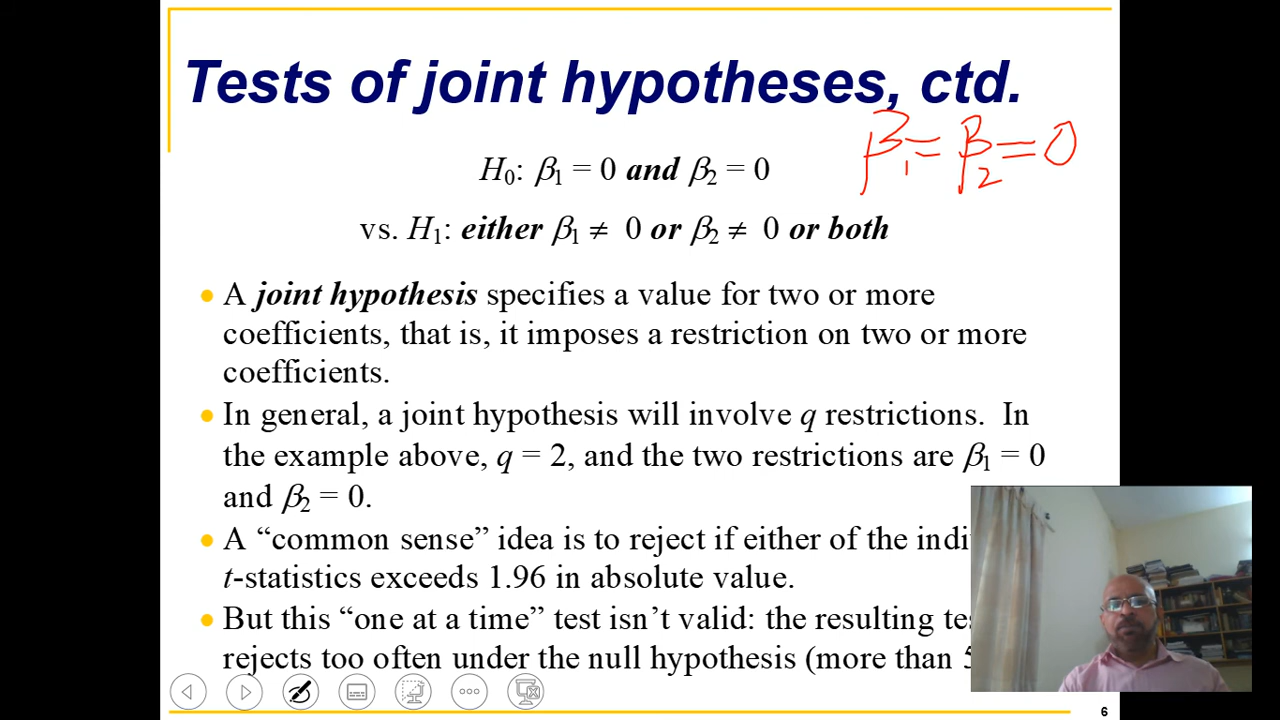 Tests of joint hypotheses, ctd.
β₁ = β₂ = 0
H₀: β₁ = 0 and β₂ = 0
vs. H₁: either β₁ ≠ 0 or β₂ ≠ 0 or both
• A joint hypothesis specifies a value for two or more
coefficients, that is, it imposes a restriction on two or more
coefficients.
• In general, a joint hypothesis will involve q restrictions. In
the example above, q = 2, and the two restrictions are β₁ = 0
and β₂ = 0.
• A “common sense” idea is to reject if either of the
t-statistics exceeds 1.96 in absolute value.
• But this “one at a time” test isn’t valid: the resulting
rejects too often under the null hypothesis (more than
6